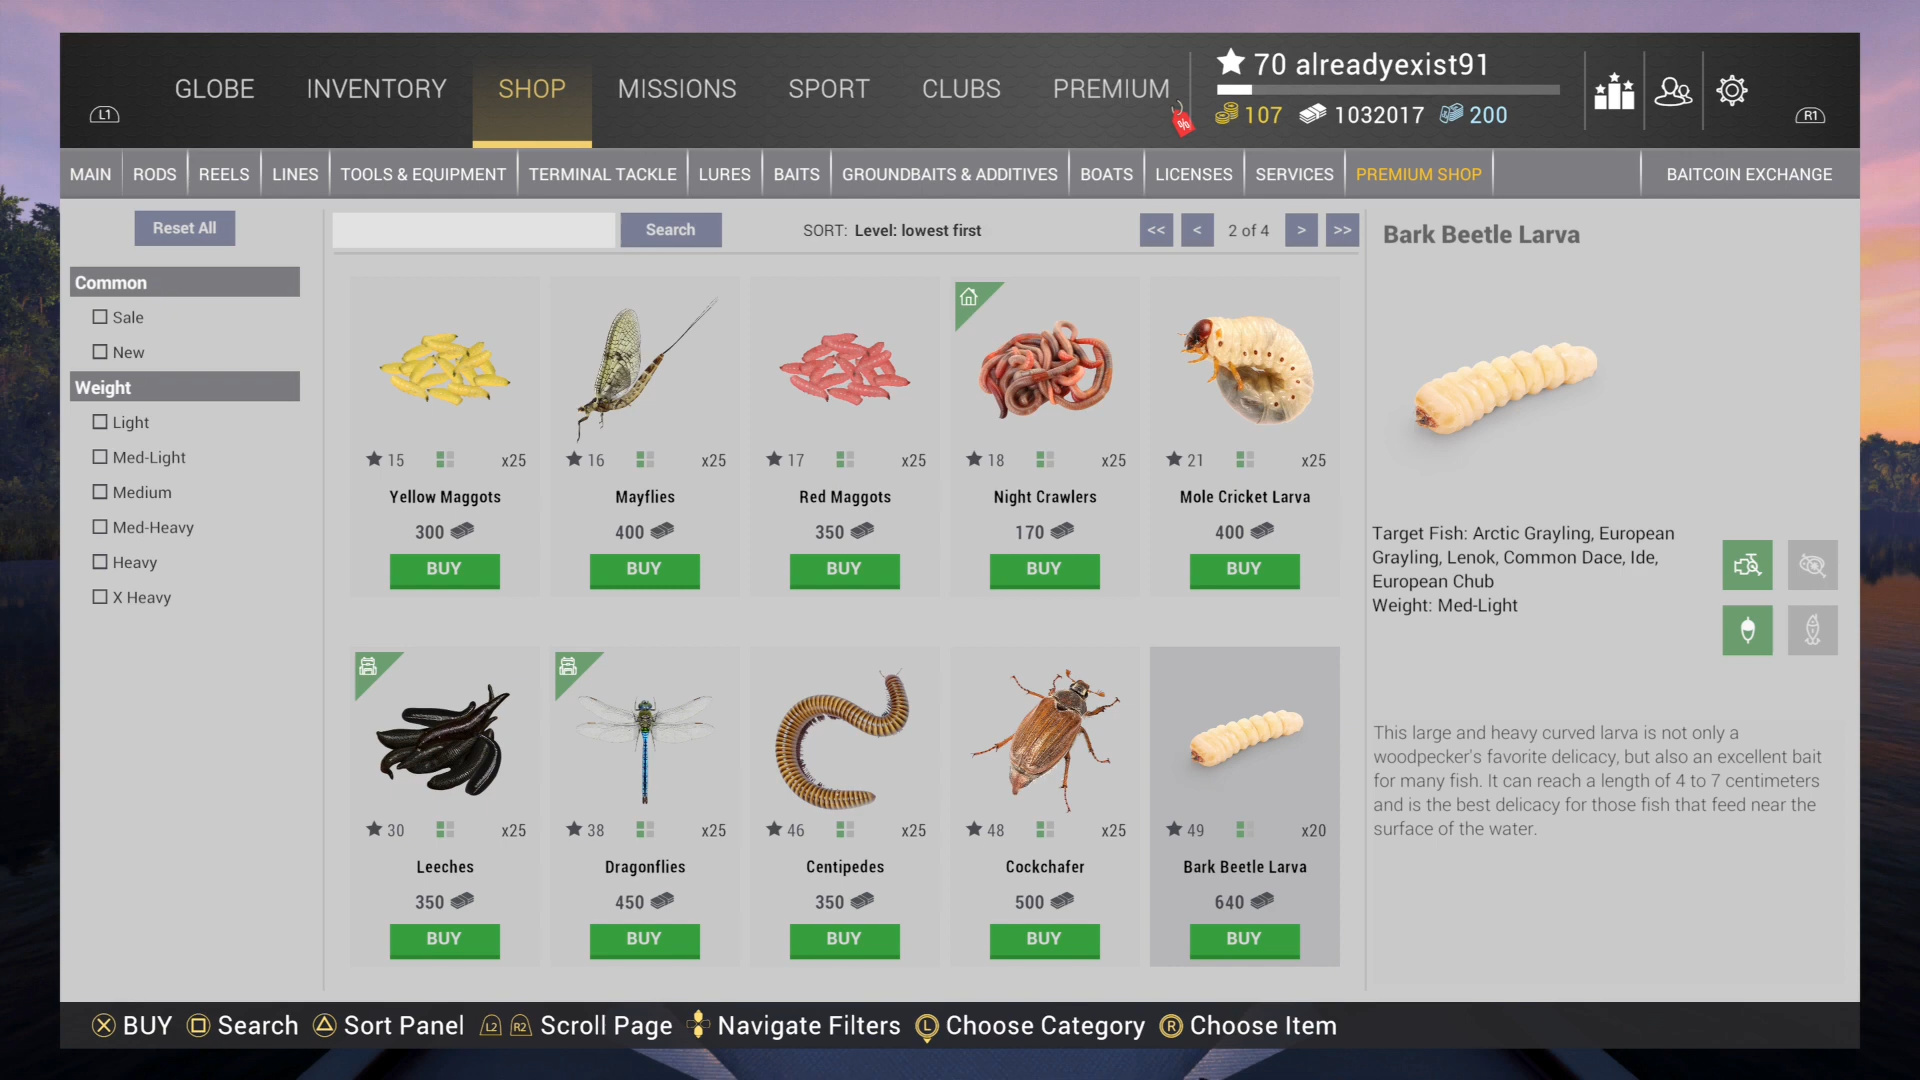 GLOBE INVENTORY SHOP MISSIONS SPORT CLUBS PREMIUM
70 alreadyexist91
107 1032017 200
L1
R1
%
MAIN RODS REELS LINES TOOLS & EQUIPMENT TERMINAL TACKLE LURES BAITS GROUNDBAITS & ADDITIVES BOATS LICENSES SERVICES PREMIUM SHOP BAITCOIN EXCHANGE
Reset All
Common
Sale
New
Weight
Light
Med-Light
Medium
Med-Heavy
Heavy
X Heavy
Search SORT: Level: lowest first << < 2 of 4 > >>
15 x25 16 x25 17 x25 18 x25 21 x25
Yellow Maggots Mayflies Red Maggots Night Crawlers Mole Cricket Larva
300 400 350 170 400
BUY BUY BUY BUY BUY
30 x25 38 x25 46 x25 48 x25 49 x20
Leeches Dragonflies Centipedes Cockchafer Bark Beetle Larva
350 450 350 500 640
BUY BUY BUY BUY BUY
Bark Beetle Larva
Target Fish: Arctic Grayling, European
Grayling, Lenok, Common Dace, Ide,
European Chub
Weight: Med-Light
This large and heavy curved larva is not only a
woodpecker's favorite delicacy, but also an excellent bait
for many fish. It can reach a length of 4 to 7 centimeters
and is the best delicacy for those fish that feed near the
surface of the water.
BUY Search Sort Panel L2 R2 Scroll Page Navigate Filters L Choose Category R Choose Item